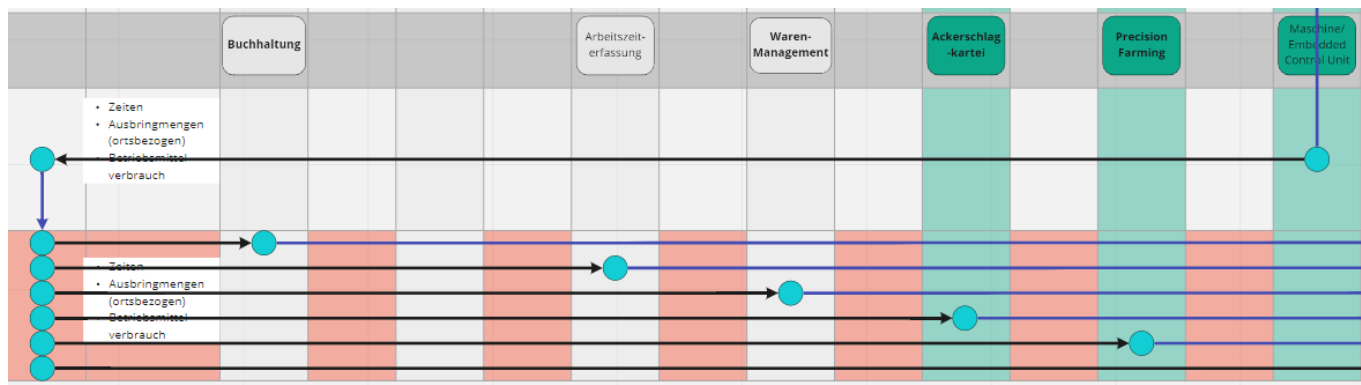 Buchhaltung
Arbeitszeit-
erfassung
Waren-
Management
Ackerschlag
-kartei
Precision
Farming
Maschine/
Embedded
Control Unit
• Zeiten
• Ausbringmengen
(ortsbezogen)
• Betriebsmittel
verbrauch
• Zeiten
• Ausbringmengen
(ortsbezogen)
• Betriebsmittel
verbrauch